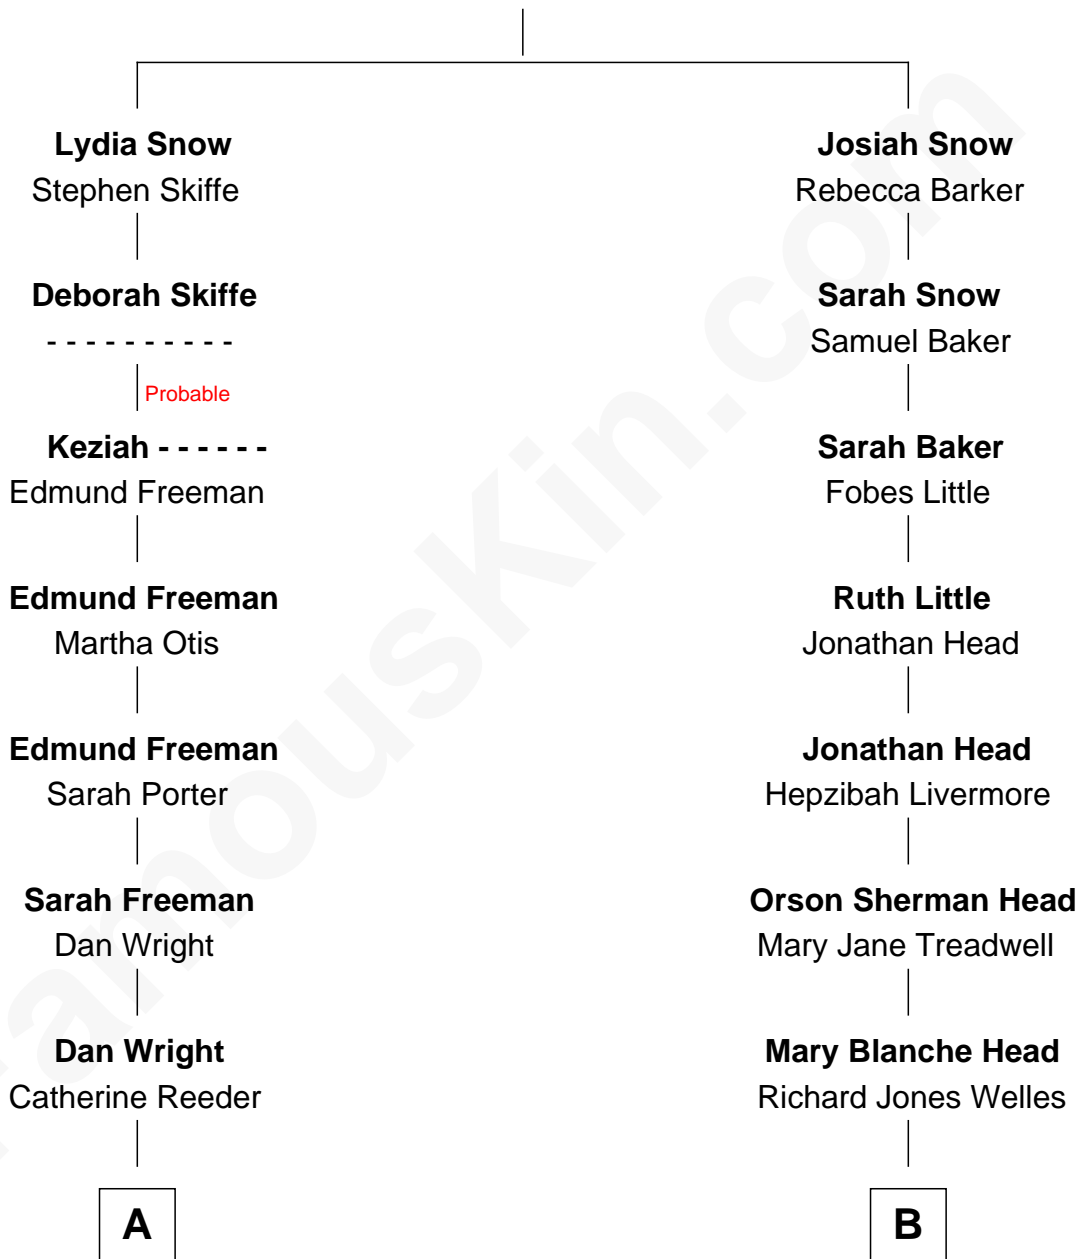 Lydia Snow
Stephen Skiffe
Deborah Skiffe
- - - - - - - - - -
Probable
Keziah - - - - - -
Edmund Freeman
Edmund Freeman
Martha Otis
Edmund Freeman
Sarah Porter
Sarah Freeman
Dan Wright
Dan Wright
Catherine Reeder
A
Josiah Snow
Rebecca Barker
Sarah Snow
Samuel Baker
Sarah Baker
Fobes Little
Ruth Little
Jonathan Head
Jonathan Head
Hepzibah Livermore
Orson Sherman Head
Mary Jane Treadwell
Mary Blanche Head
Richard Jones Welles
B
FamousKin.com